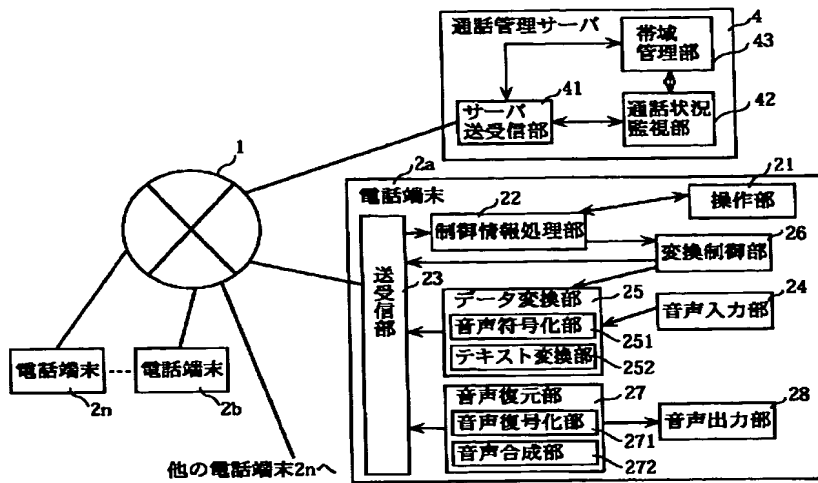 通話管理サーバ
4
帯域
管理部
43
41
サーバ
送受信部
通話状況
監視部
42
1
2a
電話端末
21
操作部
22
制御情報処理部
26
変換制御部
送受信部
23
データ変換部
25
24
音声入力部
音声符号化部
251
テキスト変換部
252
電話端末
電話端末
2n
2b
音声復元部
27
28
音声復号化部
271
音声出力部
音声合成部
272
他の電話端末2nへ